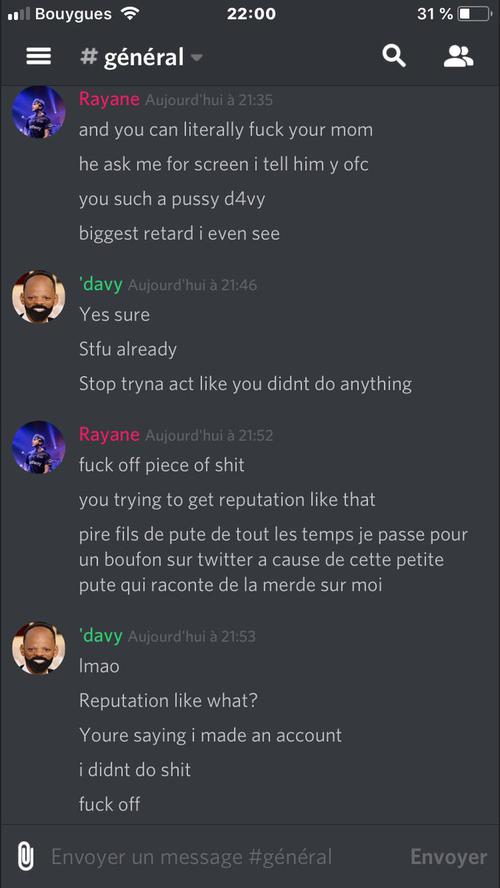 Bouygues 22:00 31 %
# général
Rayane Aujourd'hui à 21:35
and you can literally fuck your mom
he ask me for screen i tell him y ofc
you such a pussy d4vy
biggest retard i even see
'davy Aujourd'hui à 21:46
Yes sure
Stfu already
Stop tryna act like you didnt do anything
Rayane Aujourd'hui à 21:52
fuck off piece of shit
you trying to get reputation like that
pire fils de pute de tout les temps je passe pour
un boufon sur twitter a cause de cette petite
pute qui raconte de la merde sur moi
'davy Aujourd'hui à 21:53
lmao
Reputation like what?
Youre saying i made an account
i didnt do shit
fuck off
Envoyer un message #général Envoyer